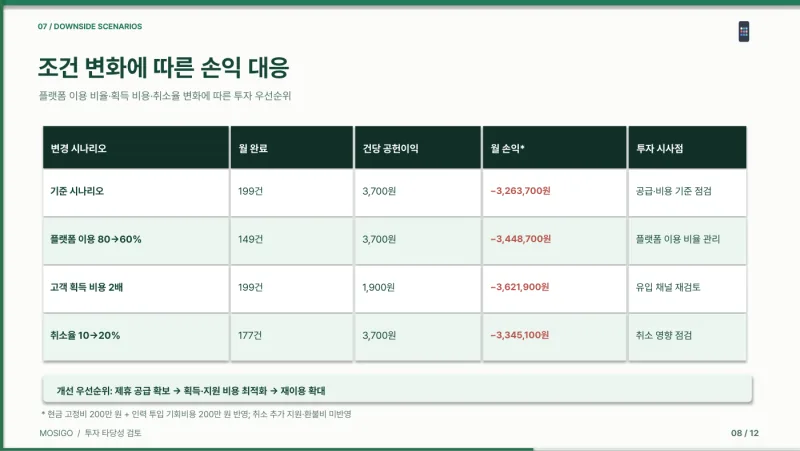 07 / DOWNSIDE SCENARIOS
조건 변화에 따른 손익 대응
플랫폼 이용 비율·획득 비용·취소율 변화에 따른 투자 우선순위
변경 시나리오 월 완료 건당 공헌이익 월 손익* 투자 시사점
기준 시나리오 199건 3,700원 −3,263,700원 공급·비용 기준 점검
플랫폼 이용 80→60% 149건 3,700원 −3,448,700원 플랫폼 이용 비율 관리
고객 획득 비용 2배 199건 1,900원 −3,621,900원 유입 채널 재검토
취소율 10→20% 177건 3,700원 −3,345,100원 취소 영향 점검
개선 우선순위: 제휴 공급 확보 → 획득·지원 비용 최적화 → 재이용 확대
* 현금 고정비 200만 원 + 인력 투입 기회비용 200만 원 반영; 취소 추가 지원·환불비 미반영
MOSIGO / 투자 타당성 검토 08 / 12